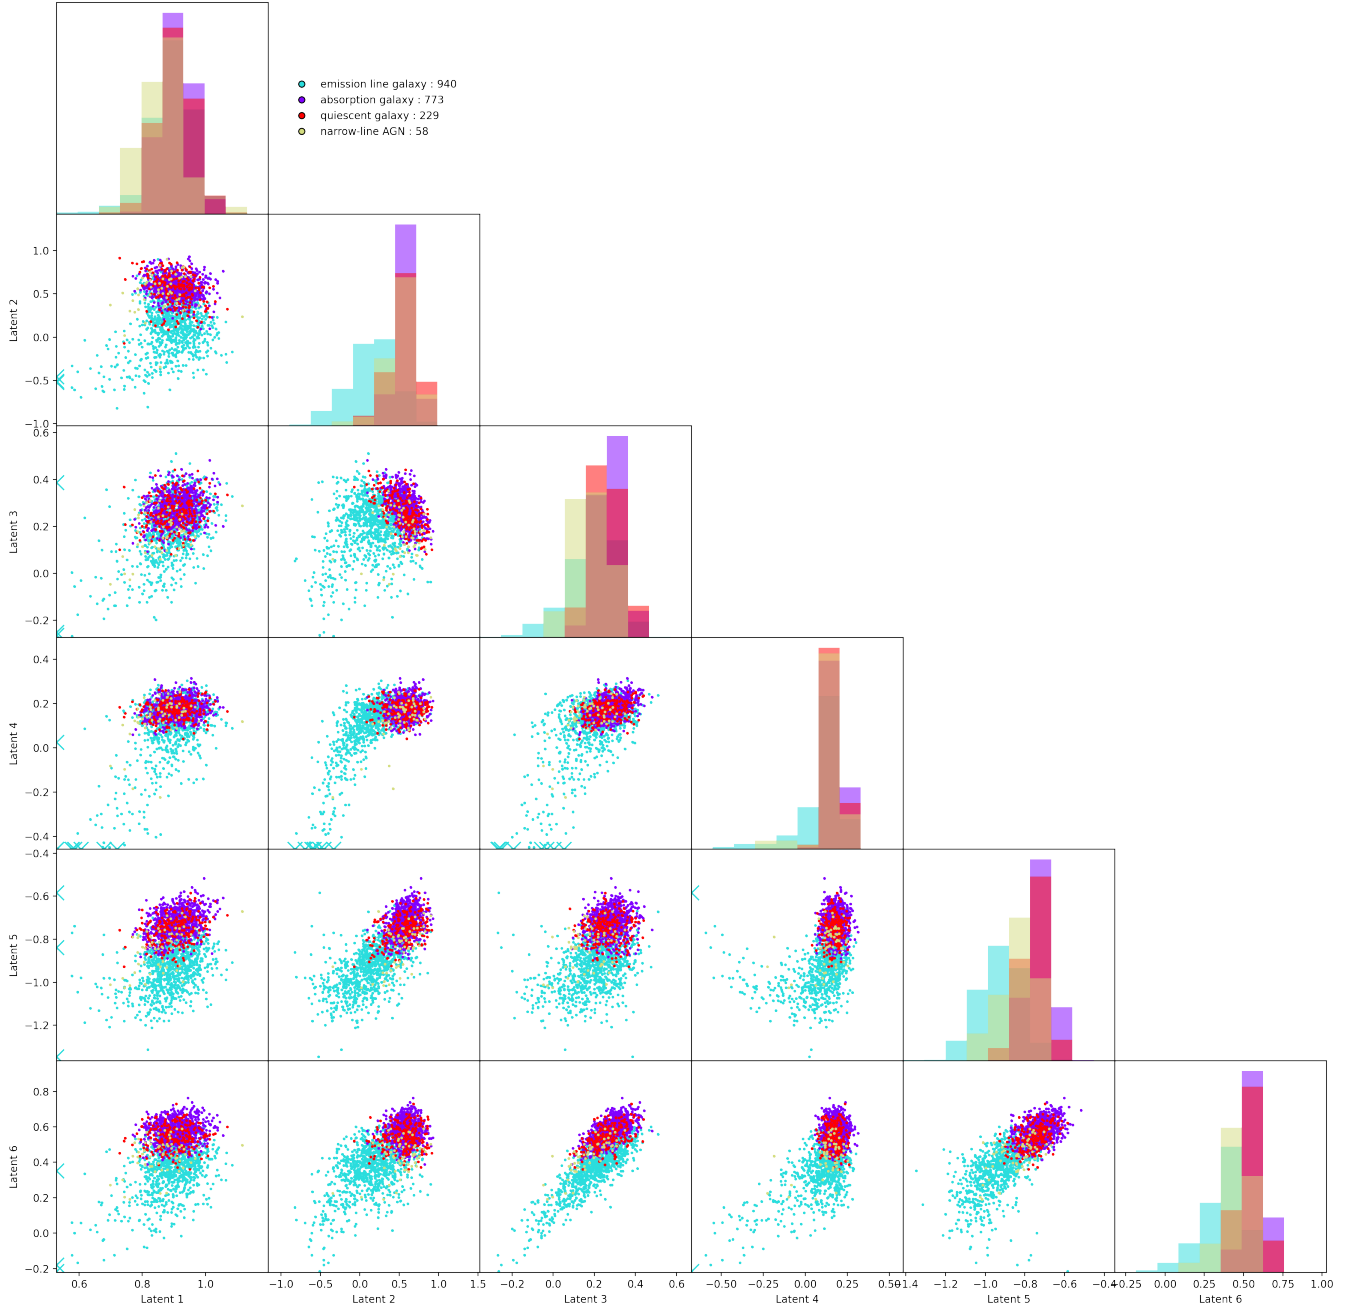 emission line galaxy : 940
absorption galaxy : 773
quiescent galaxy : 229
narrow-line AGN : 58
1.0
0.5
0.0
−0.5
−1.0
Latent 2
0.6
0.4
0.2
0.0
−0.2
Latent 3
0.4
0.2
0.0
−0.2
−0.4
Latent 4
−0.4
−0.6
−0.8
−1.0
−1.2
Latent 5
0.8
0.6
0.4
0.2
0.0
−0.2
Latent 6
0.6 0.8 1.0
−1.0 −0.5 0.0 0.5 1.0 1.5
−0.2 0.0 0.2 0.4 0.6
−0.50 −0.25 0.00 0.25 0.50
−1.4 −1.2 −1.0 −0.8 −0.6 −0.4
−0.25 0.00 0.25 0.50 0.75 1.00
Latent 1 Latent 2 Latent 3 Latent 4 Latent 5 Latent 6